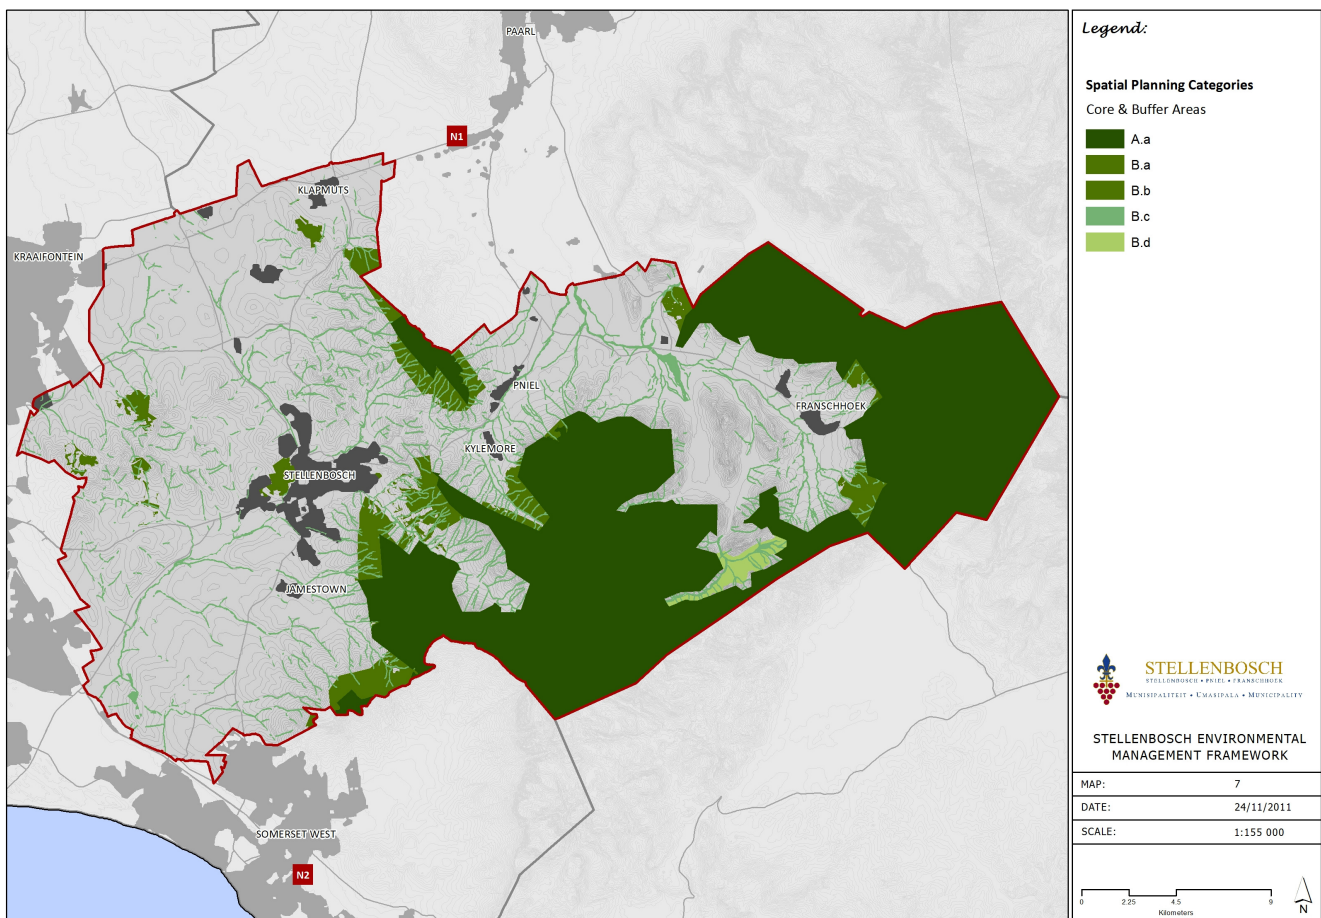 PAARL
N1
KLAPMUTS
KRAAIFONTEIN
PNIEL
FRANSCHHOEK
KYLEMORE
STELLENBOSCH
JAMESTOWN
SOMERSET WEST
N2
Legend:
Spatial Planning Categories
Core & Buffer Areas
A.a
B.a
B.b
B.c
B.d
STELLENBOSCH
STELLENBOSCH • PNIEL • FRANSCHHOEK
MUNISIPALITEIT • UMASIPALA • MUNICIPALITY
STELLENBOSCH ENVIRONMENTAL
MANAGEMENT FRAMEWORK
MAP: 7
DATE: 24/11/2011
SCALE: 1:155 000
0 2.25 4.5 9
Kilometers
N